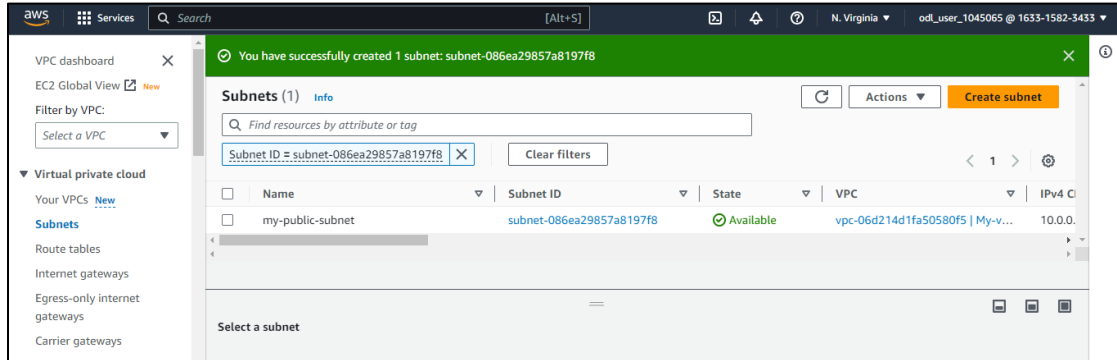 aws Services Search [Alt+S] N. Virginia ▼ odl_user_1045065 @ 1633-1582-3433 ▼
VPC dashboard
EC2 Global View New
Filter by VPC:
Select a VPC
Virtual private cloud
Your VPCs New
Subnets
Route tables
Internet gateways
Egress-only internet
gateways
Carrier gateways
You have successfully created 1 subnet: subnet-086ea29857a8197f8
Subnets (1) Info
Actions ▼ Create subnet
Find resources by attribute or tag
Subnet ID = subnet-086ea29857a8197f8 Clear filters
1
Name Subnet ID State VPC IPv4 C
my-public-subnet subnet-086ea29857a8197f8 Available vpc-06d214d1fa50580f5 | My-v... 10.0.0.
Select a subnet